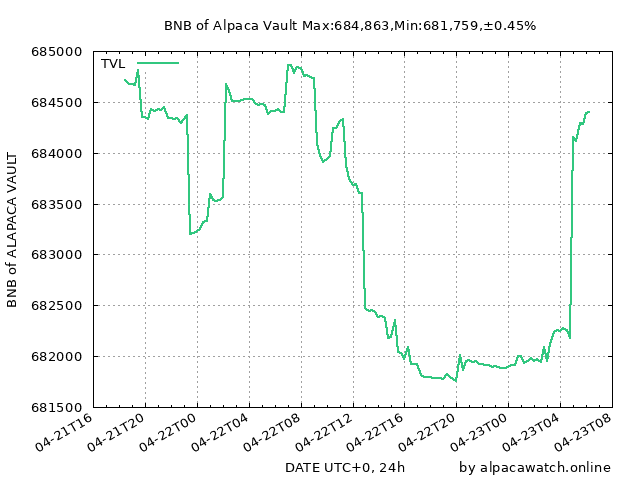 BNB of Alpaca Vault Max:684,863,Min:681,759,±0.45%
TVL
685000
684500
684000
683500
683000
682500
682000
681500
BNB of ALAPACA VAULT
04-21T16
04-21T20
04-22T00
04-22T04
04-22T08
04-22T12
04-22T16
04-22T20
04-23T00
04-23T04
04-23T08
DATE UTC+0, 24h
by alpacawatch.online